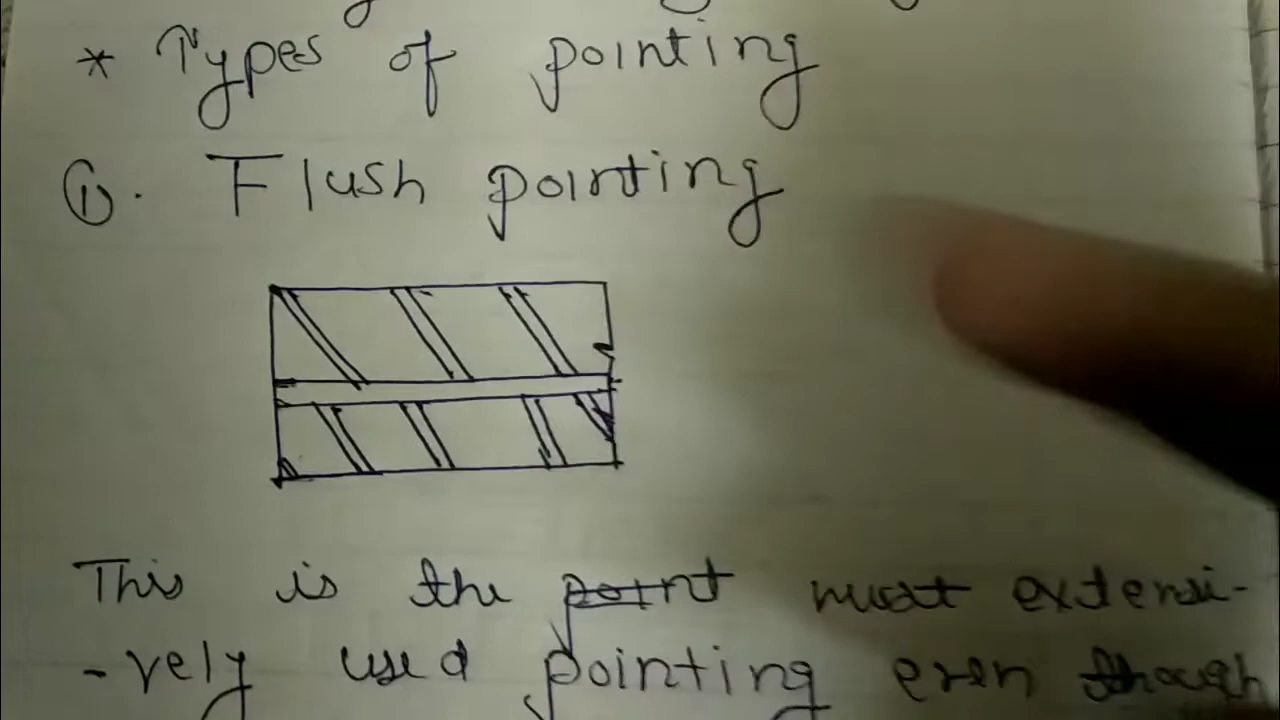 * Types of pointing
①. Flush pointing
This is the point most extensi-
-vely used pointing even though